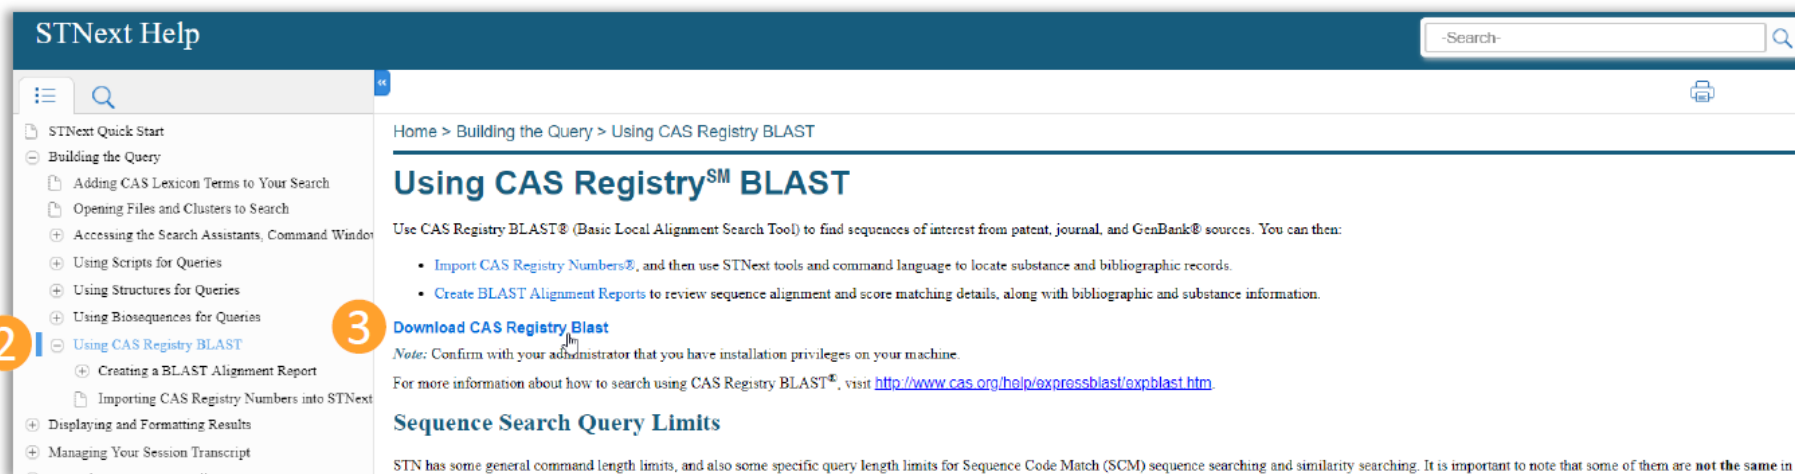 STNext Help
-Search-
STNext Quick Start
Building the Query
Adding CAS Lexicon Terms to Your Search
Opening Files and Clusters to Search
Accessing the Search Assistants, Command Window
Using Scripts for Queries
Using Structures for Queries
Using Biosequences for Queries
2
Using CAS Registry BLAST
Creating a BLAST Alignment Report
Importing CAS Registry Numbers into STNext
Displaying and Formatting Results
Managing Your Session Transcript
Home > Building the Query > Using CAS Registry BLAST
Using CAS Registry℠ BLAST
Use CAS Registry BLAST® (Basic Local Alignment Search Tool) to find sequences of interest from patent, journal, and GenBank® sources. You can then:
• Import CAS Registry Numbers®, and then use STNext tools and command language to locate substance and bibliographic records.
• Create BLAST Alignment Reports to review sequence alignment and score matching details, along with bibliographic and substance information.
3
Download CAS Registry Blast
Note: Confirm with your administrator that you have installation privileges on your machine.
For more information about how to search using CAS Registry BLAST®, visit http://www.cas.org/help/expressblast/expblast.htm.
Sequence Search Query Limits
STN has some general command length limits, and also some specific query length limits for Sequence Code Match (SCM) sequence searching and similarity searching. It is important to note that some of them are not the same in